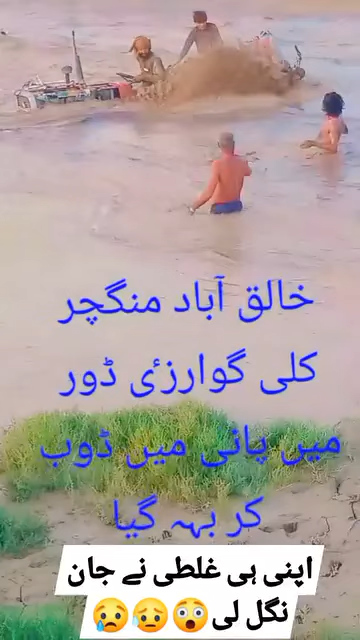 خالق آباد منگچر
کلی گوارزئ ڈور
میں پانی میں ڈوب
کر بہہ گیا
اپنی ہی غلطی نے جان
نگل لی😲😥😢